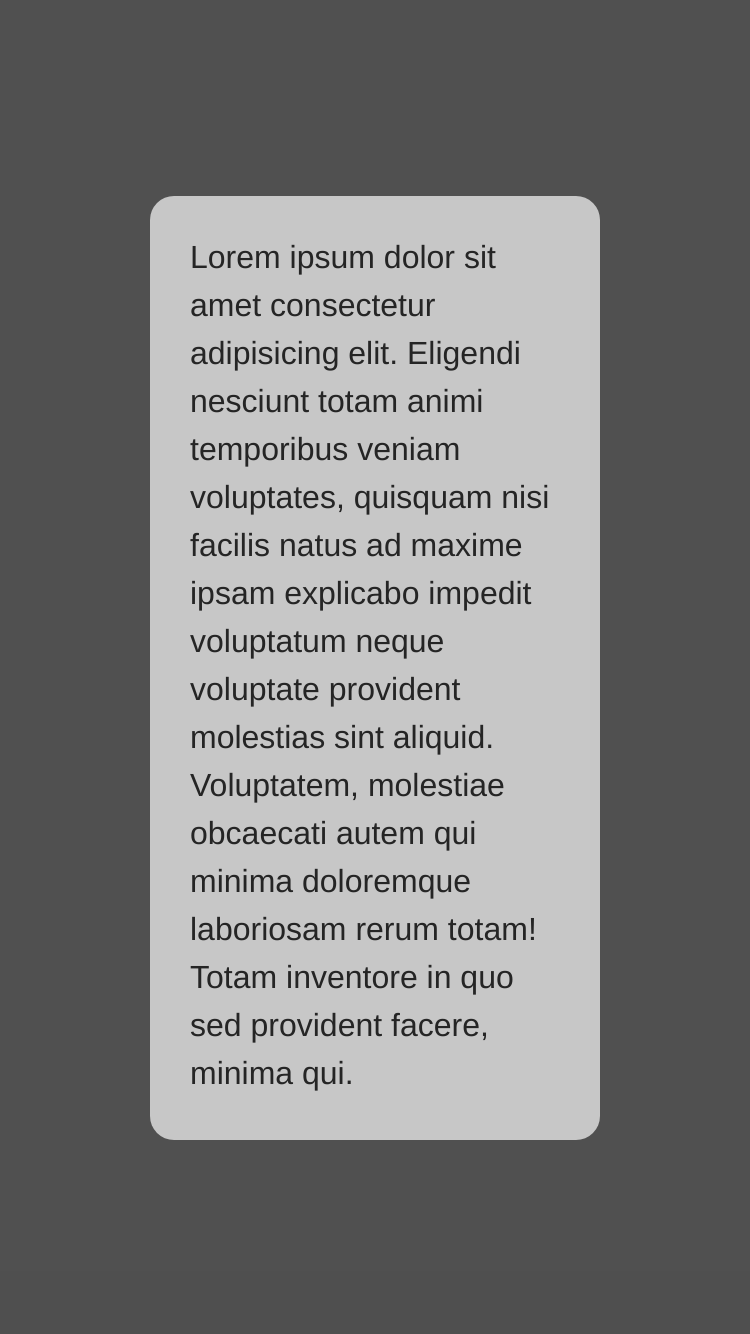 Lorem ipsum dolor sit
amet consectetur
adipisicing elit. Eligendi
nesciunt totam animi
temporibus veniam
voluptates, quisquam nisi
facilis natus ad maxime
ipsam explicabo impedit
voluptatum neque
voluptate provident
molestias sint aliquid.
Voluptatem, molestiae
obcaecati autem qui
minima doloremque
laboriosam rerum totam!
Totam inventore in quo
sed provident facere,
minima qui.